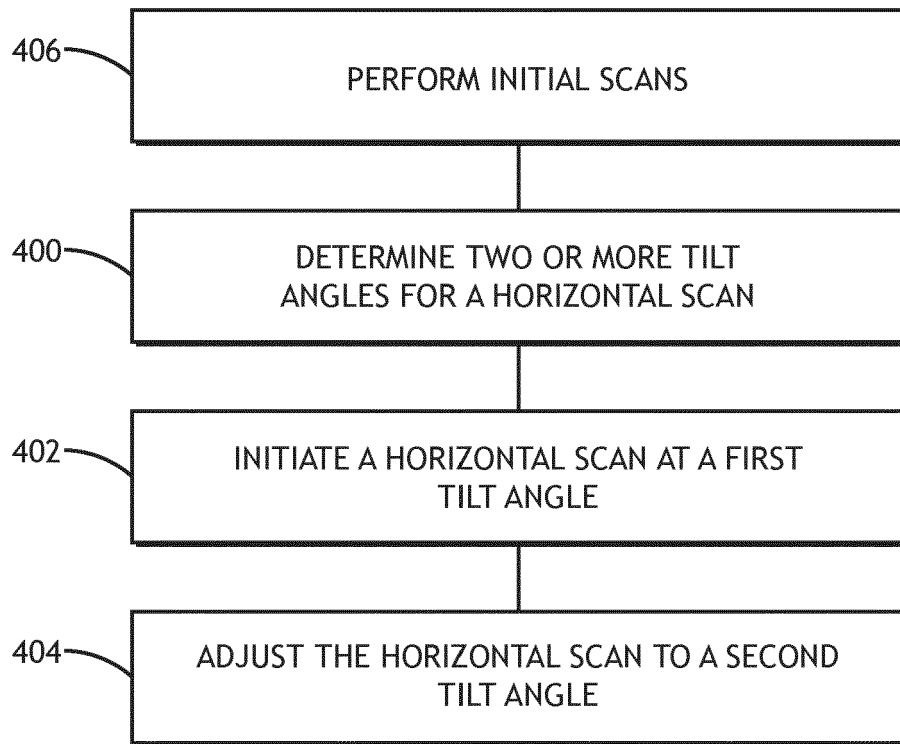 406
PERFORM INITIAL SCANS
400
DETERMINE TWO OR MORE TILT
ANGLES FOR A HORIZONTAL SCAN
402
INITIATE A HORIZONTAL SCAN AT A FIRST
TILT ANGLE
404
ADJUST THE HORIZONTAL SCAN TO A SECOND
TILT ANGLE